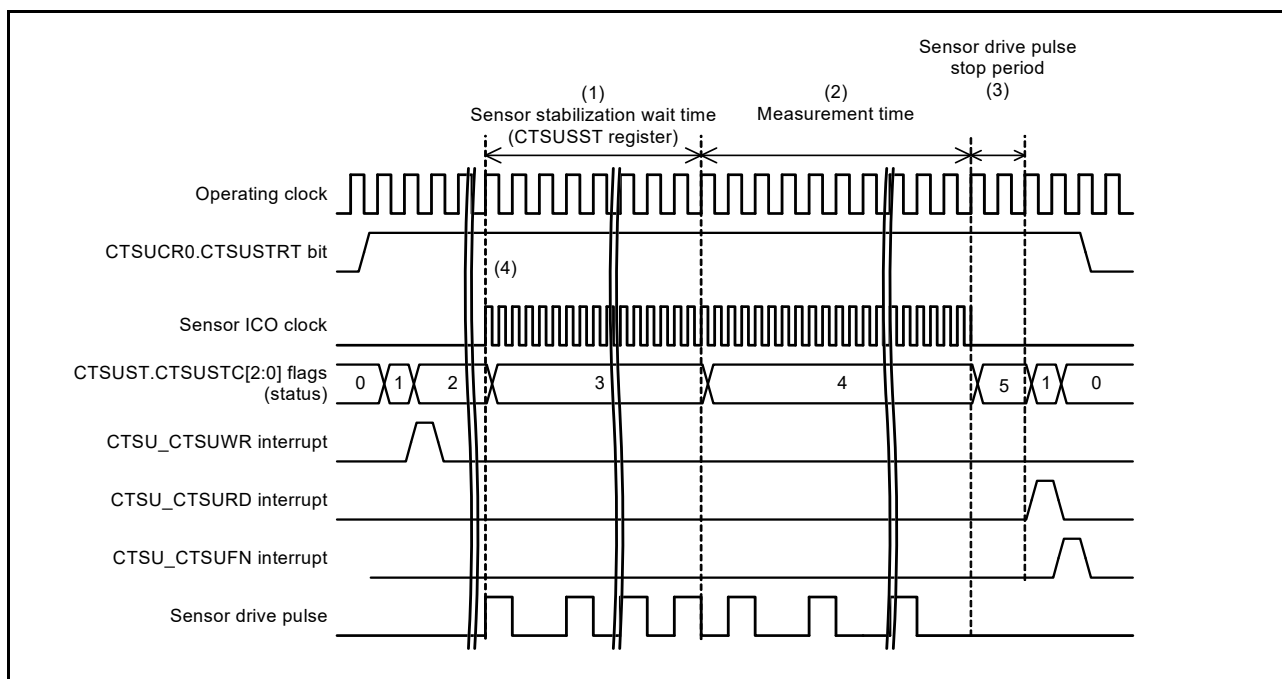 Sensor drive pulse
stop period
(3)
(1)
Sensor stabilization wait time
(CTSUSST register)
(2)
Measurement time
Operating clock
CTSUCR0.CTSUSTRT bit
(4)
Sensor ICO clock
CTSUST.CTSUSTC[2:0] flags
(status)
0 1 2 3 4 5 1 0
CTSU_CTSUWR interrupt
CTSU_CTSURD interrupt
CTSU_CTSUFN interrupt
Sensor drive pulse